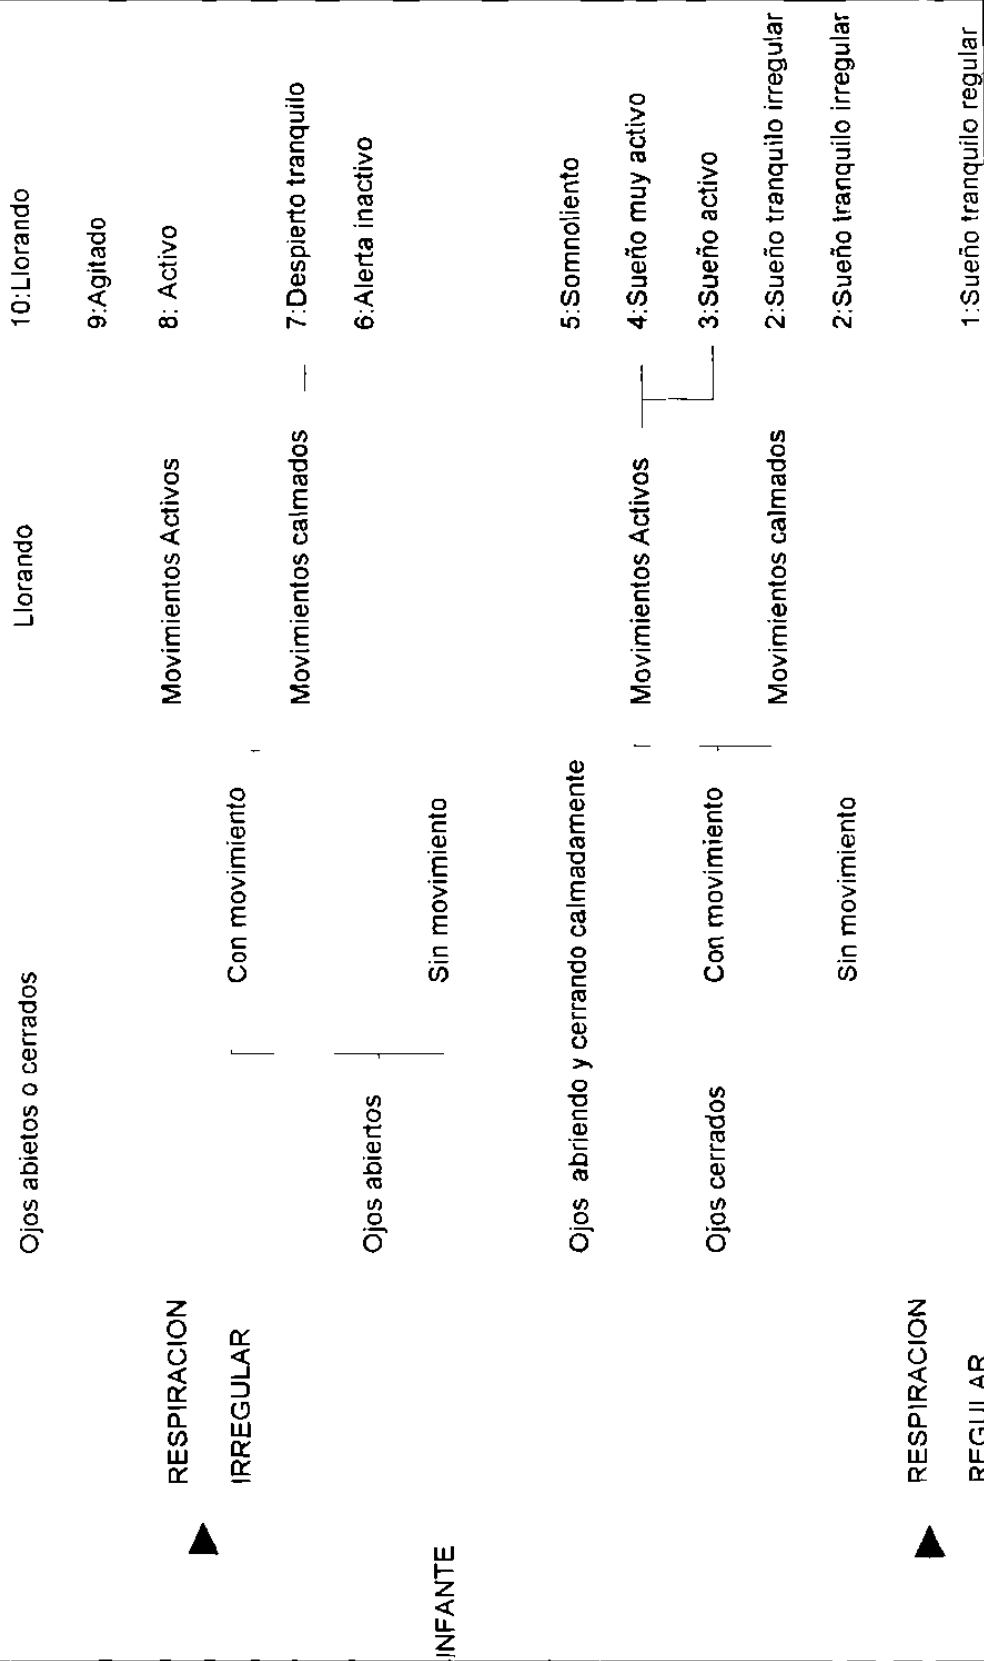 Ojos abietos o cerrados
Llorando
10:Llorando
9:Agitado
RESPIRACION
IRREGULAR
Movimientos Activos
8: Activo
Con movimiento
Movimientos calmados
7:Despierto tranquilo
Ojos abiertos
6:Alerta inactivo
INFANTE
Sin movimiento
Ojos abriendo y cerrando calmadamente
5:Somnoliento
Movimientos Activos
4:Sueño muy activo
Ojos cerrados
Con movimiento
3:Sueño activo
Movimientos calmados
2:Sueño tranquilo irregular
Sin movimiento
2:Sueño tranquilo irregular
RESPIRACION
REGULAR
1:Sueño tranquilo regular